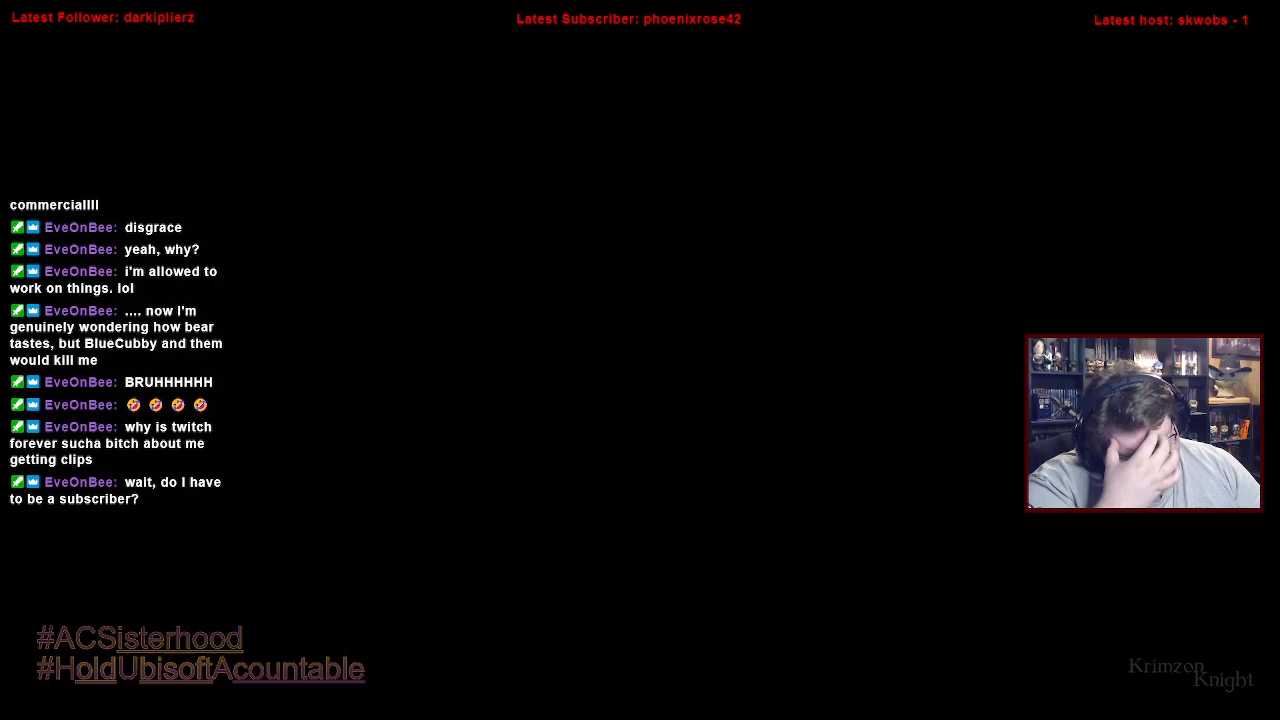 Latest Follower: darkiplierz
Latest Subscriber: phoenixrose42
Latest host: skwobs - 1
commerciallll
EveOnBee: disgrace
EveOnBee: yeah, why?
EveOnBee: i'm allowed to
work on things. lol
EveOnBee: .... now I'm
genuinely wondering how bear
tastes, but BlueCubby and them
would kill me
EveOnBee: BRUHHHHHH
EveOnBee: 🤣 🤣 🤣 🤣
EveOnBee: why is twitch
forever sucha bitch about me
getting clips
EveOnBee: wait, do I have
to be a subscriber?
#ACSisterhood
#HoldUbisoftAcountable
Krimzon
Knight